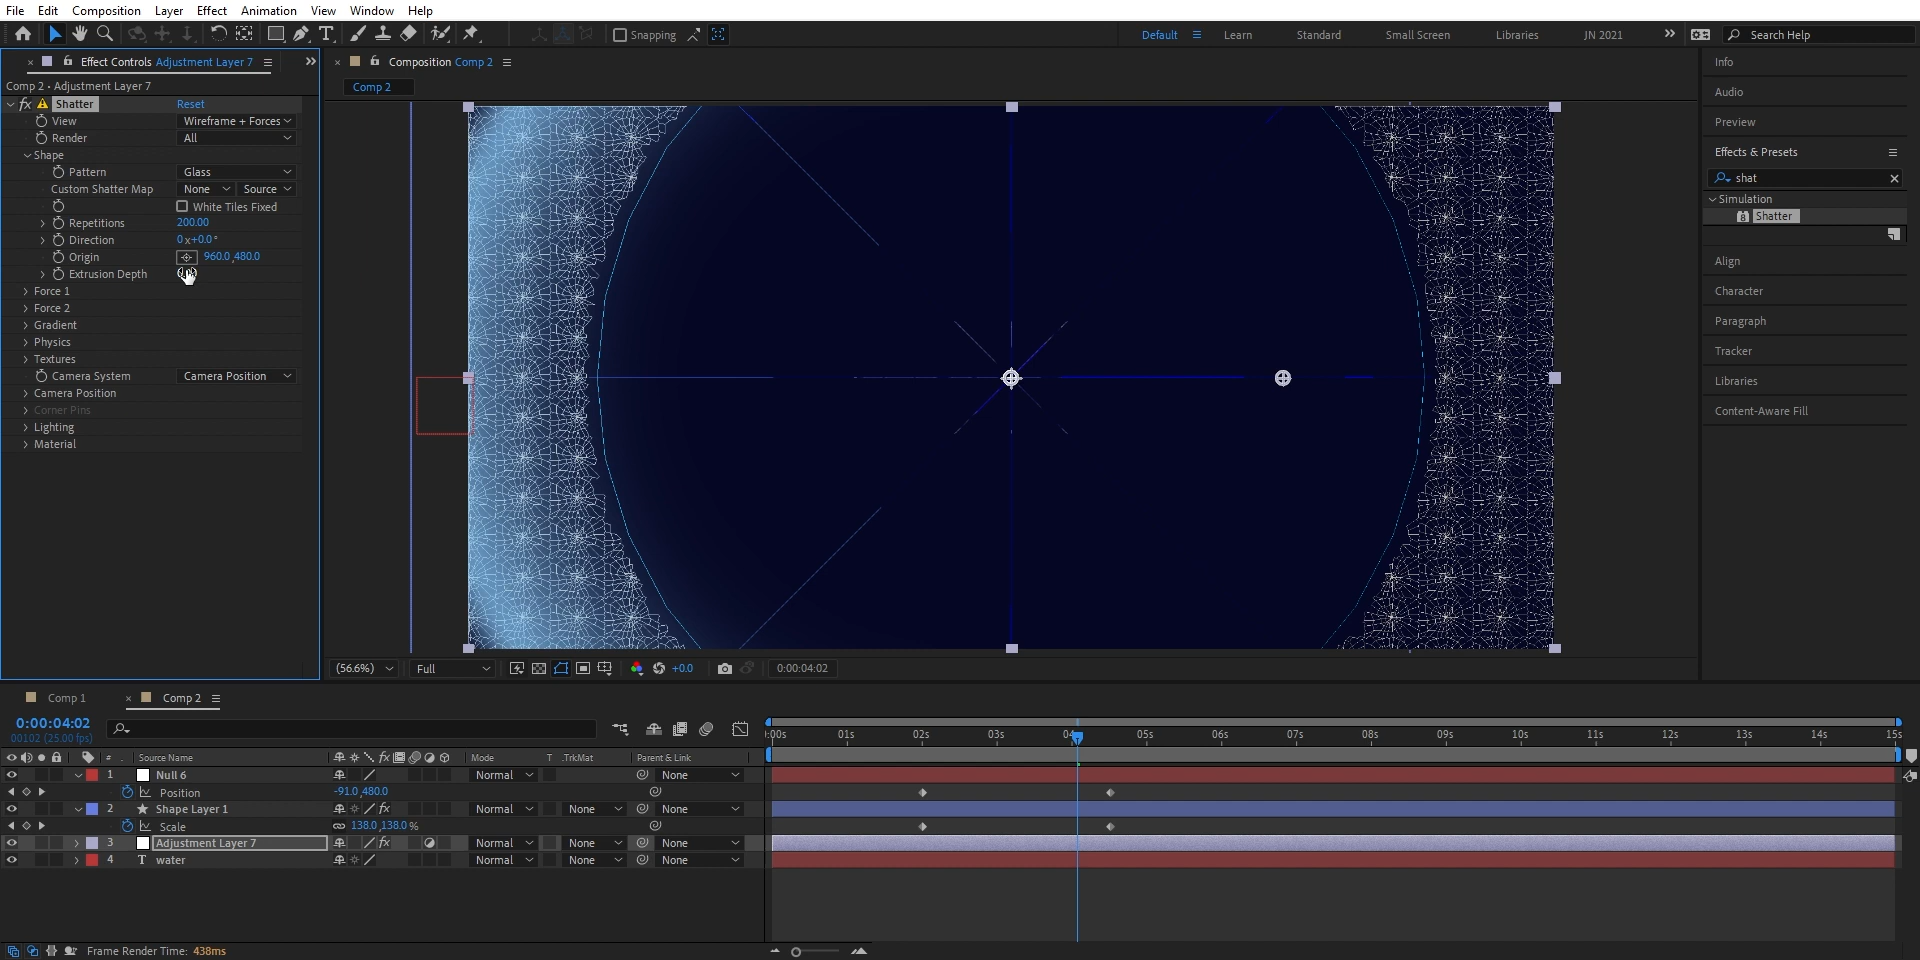 File Edit Composition Layer Effect Animation View Window Help
Snapping
Default Learn Standard Small Screen Libraries JN 2021 Search Help
Effect Controls Adjustment Layer 7
Comp 2 • Adjustment Layer 7
fx Shatter Reset
View Wireframe + Forces
Render All
Shape
Pattern Glass
Custom Shatter Map None Source
White Tiles Fixed
Repetitions 200.00
Direction 0x+0.0°
Origin 960.0,480.0
Extrusion Depth
Force 1
Force 2
Gradient
Physics
Textures
Camera System Camera Position
Camera Position
Corner Pins
Lighting
Material
Composition Comp 2
Comp 2
(56.6%) Full +0.0 0:00:04:02
Info
Audio
Preview
Effects & Presets
shat
Simulation
Shatter
Align
Character
Paragraph
Tracker
Libraries
Content-Aware Fill
Comp 1 Comp 2
0:00:04:02
00102 (25.00 fps)
:00s 01s 02s 03s 04 05s 06s 07s 08s 09s 10s 11s 12s 13s 14s 15s
# Source Name fx Mode T .TrkMat Parent & Link
1 Null 6 Normal None
Position -91.0,480.0
2 Shape Layer 1 fx Normal None None
Scale 138.0,138.0 %
3 Adjustment Layer 7 fx Normal None None
4 T water Normal None None
Frame Render Time: 438ms